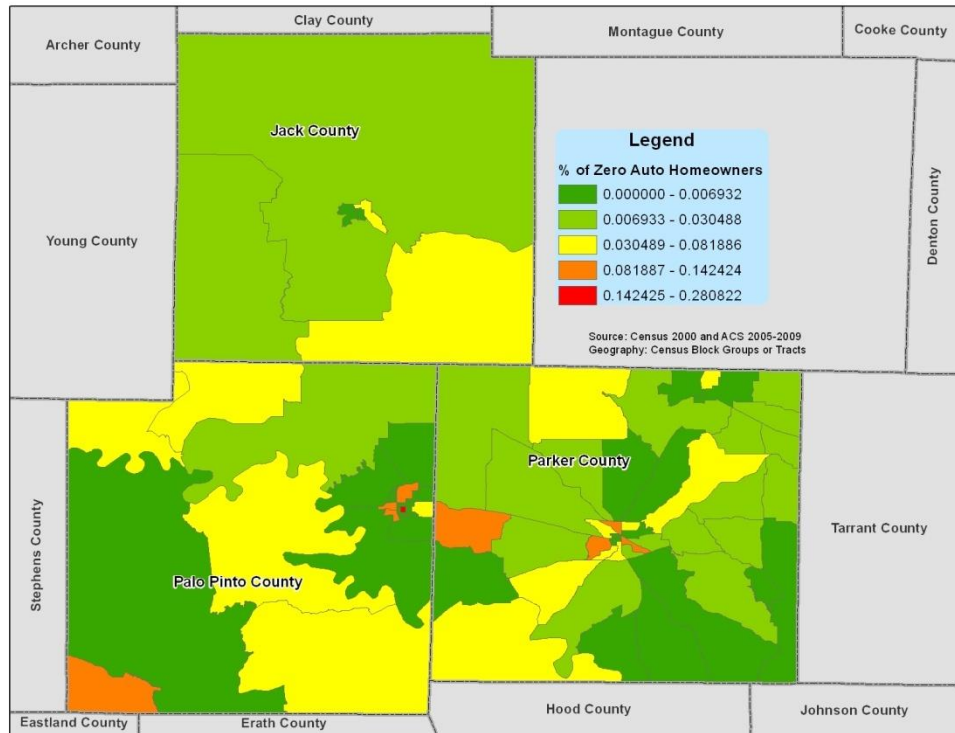 Clay County
Archer County
Montague County
Cooke County
Jack County
Legend
% of Zero Auto Homeowners
0.000000 - 0.006932
0.006933 - 0.030488
0.030489 - 0.081886
0.081887 - 0.142424
0.142425 - 0.280822
Young County
Denton County
Source: Census 2000 and ACS 2005-2009
Geography: Census Block Groups or Tracts
Stephens County
Parker County
Tarrant County
Palo Pinto County
Eastland County
Erath County
Hood County
Johnson County